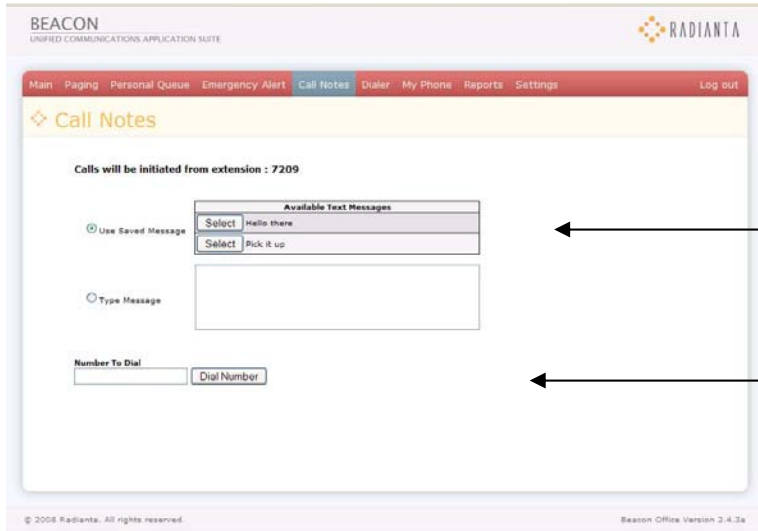 BEACON
UNIFIED COMMUNICATIONS APPLICATION SUITE
RADIANTA
Main Paging Personal Queue Emergency Alert Call Notes Dialer My Phone Reports Settings Log out
Call Notes
Calls will be initiated from extension : 7209
Available Text Messages
Use Saved Message
Select Hello there
Select Pick it up
Type Message
Number To Dial
Dial Number
© 2008 Radianta. All rights reserved. Beacon Office Version 2.4.3a